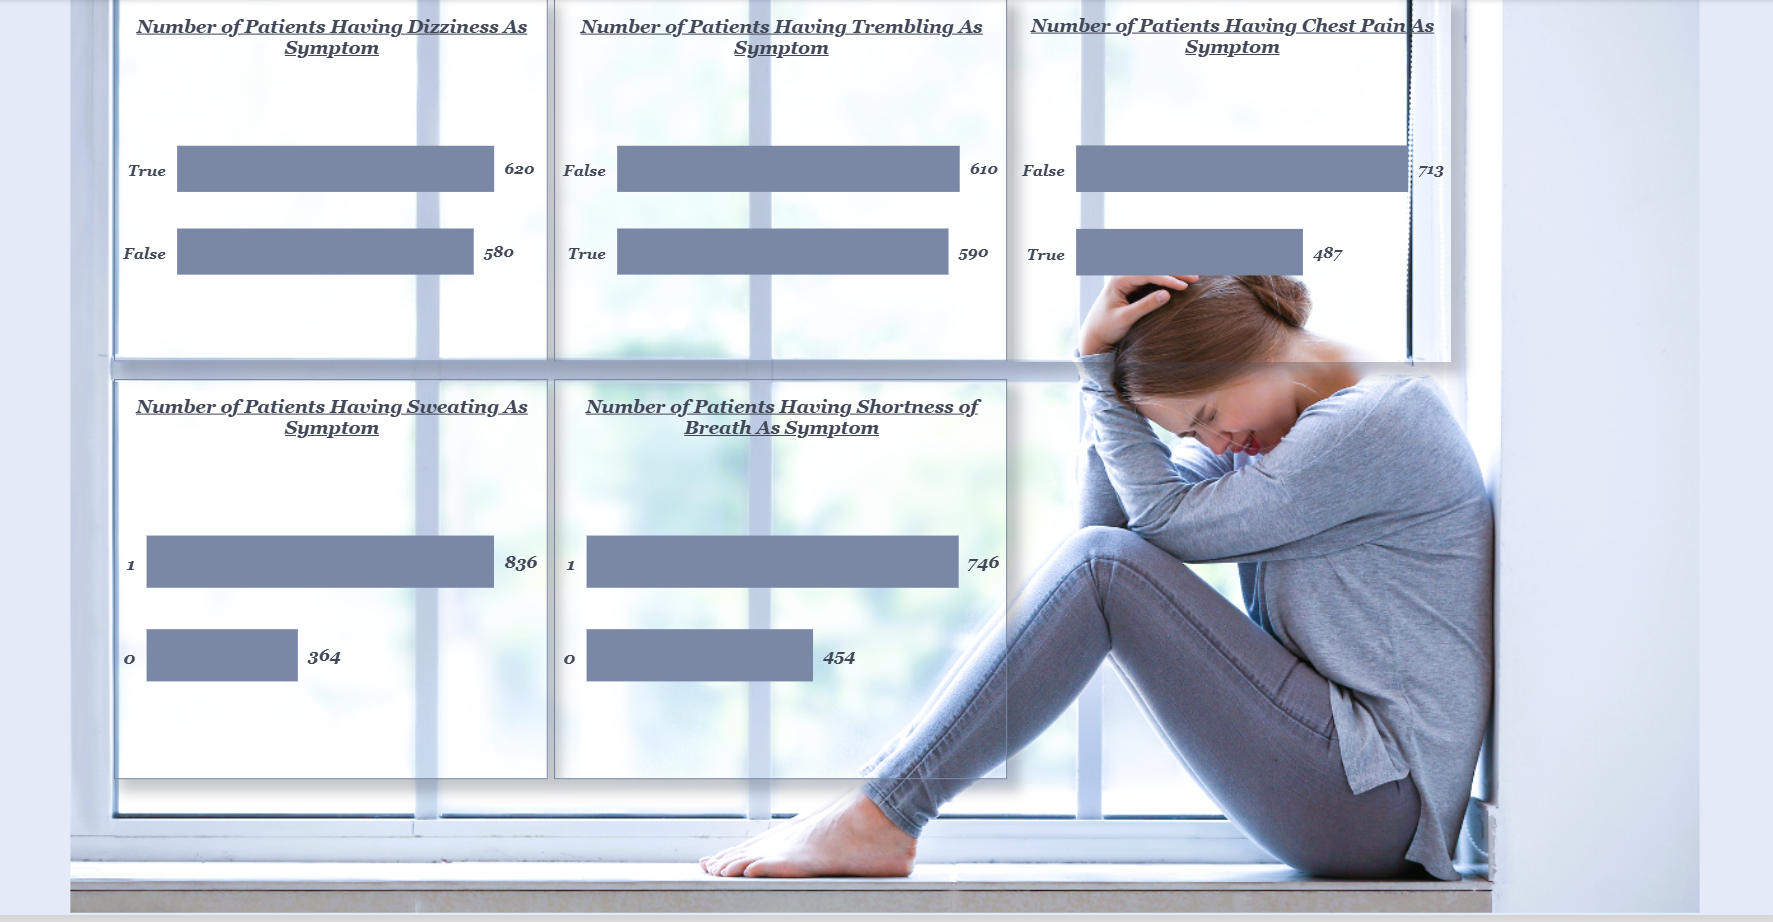 Number of Patients Having Dizziness As
Symptom
True 620
False 580
Number of Patients Having Trembling As
Symptom
False 610
True 590
Number of Patients Having Chest Pain As
Symptom
False 713
True 487
Number of Patients Having Sweating As
Symptom
1 836
0 364
Number of Patients Having Shortness of
Breath As Symptom
1 746
0 454